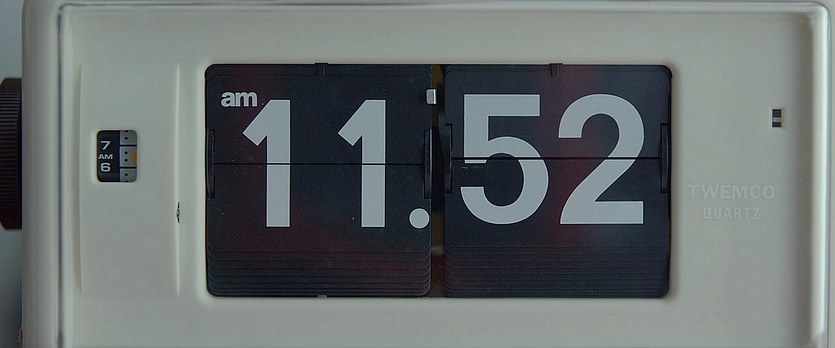 am 11.52
7
AM
6
TWEMCO
QUARTZ